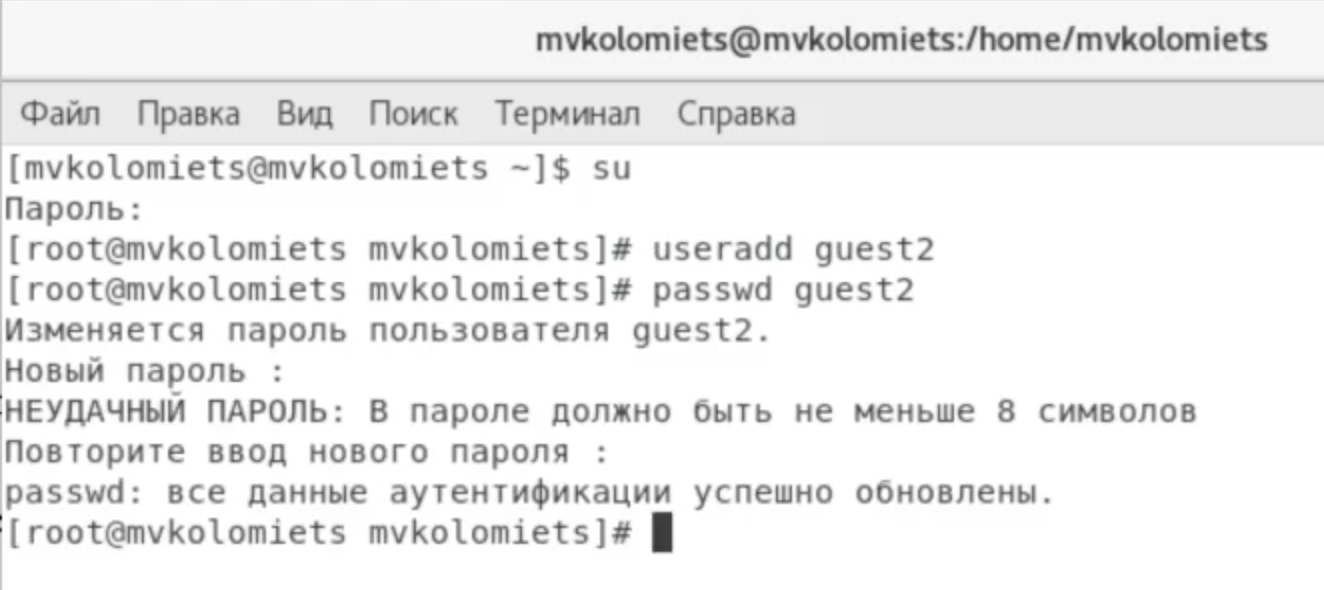 mvkolomiets@mvkolomiets:/home/mvkolomiets
Файл Правка Вид Поиск Терминал Справка
[mvkolomiets@mvkolomiets ~]$ su
Пароль:
[root@mvkolomiets mvkolomiets]# useradd guest2
[root@mvkolomiets mvkolomiets]# passwd guest2
Изменяется пароль пользователя guest2.
Новый пароль :
НЕУДАЧНЫЙ ПАРОЛЬ: В пароле должно быть не меньше 8 символов
Повторите ввод нового пароля :
passwd: все данные аутентификации успешно обновлены.
[root@mvkolomiets mvkolomiets]#